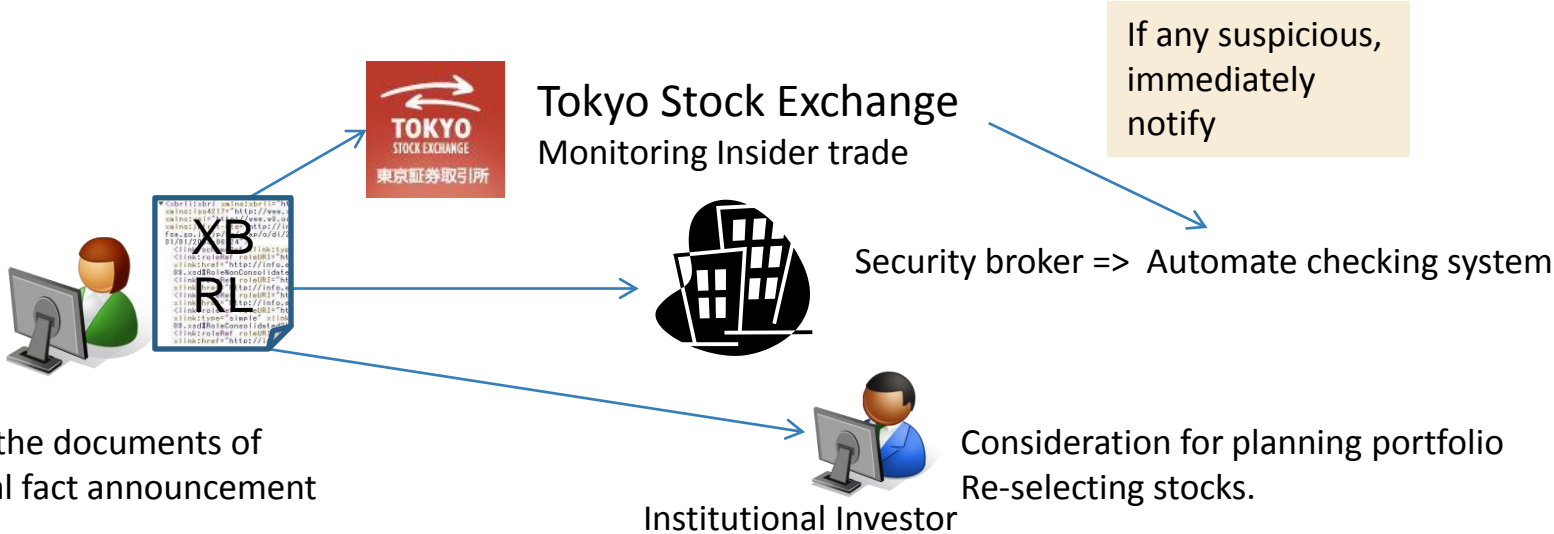 If any suspicious,
immediately
notify
TOKYO
STOCK EXCHANGE
東京証券取引所
Tokyo Stock Exchange
Monitoring Insider trade
XB
RL
Security broker => Automate checking system
the documents of
al fact announcement
Consideration for planning portfolio
Re-selecting stocks.
Institutional Investor